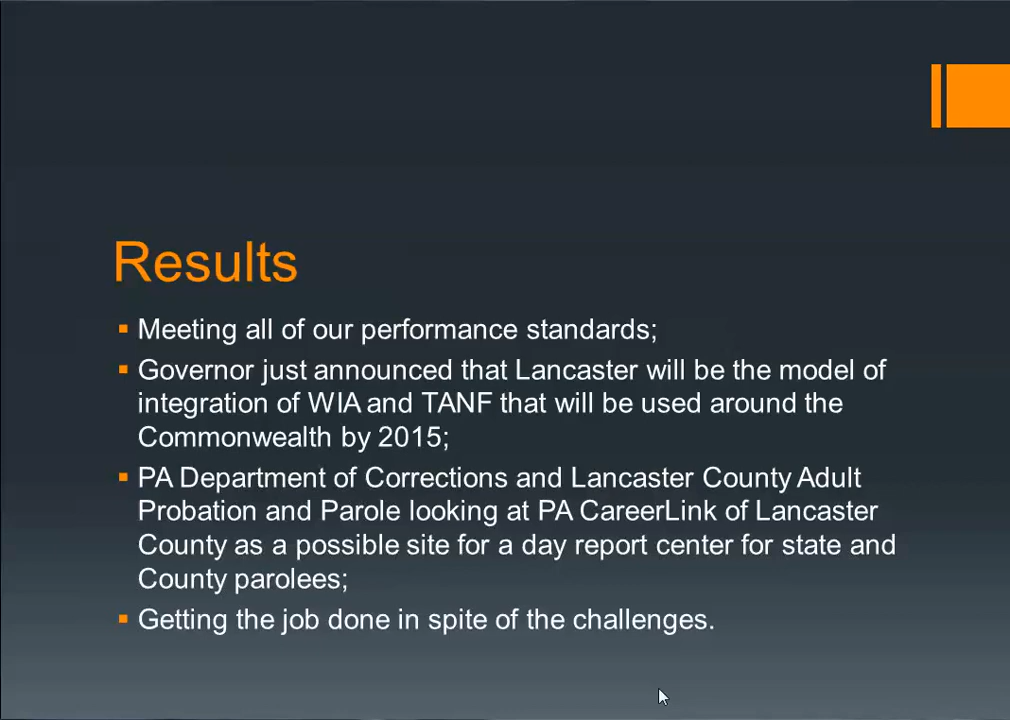 Results
Meeting all of our performance standards;
Governor just announced that Lancaster will be the model of
integration of WIA and TANF that will be used around the
Commonwealth by 2015;
PA Department of Corrections and Lancaster County Adult
Probation and Parole looking at PA CareerLink of Lancaster
County as a possible site for a day report center for state and
County parolees;
Getting the job done in spite of the challenges.